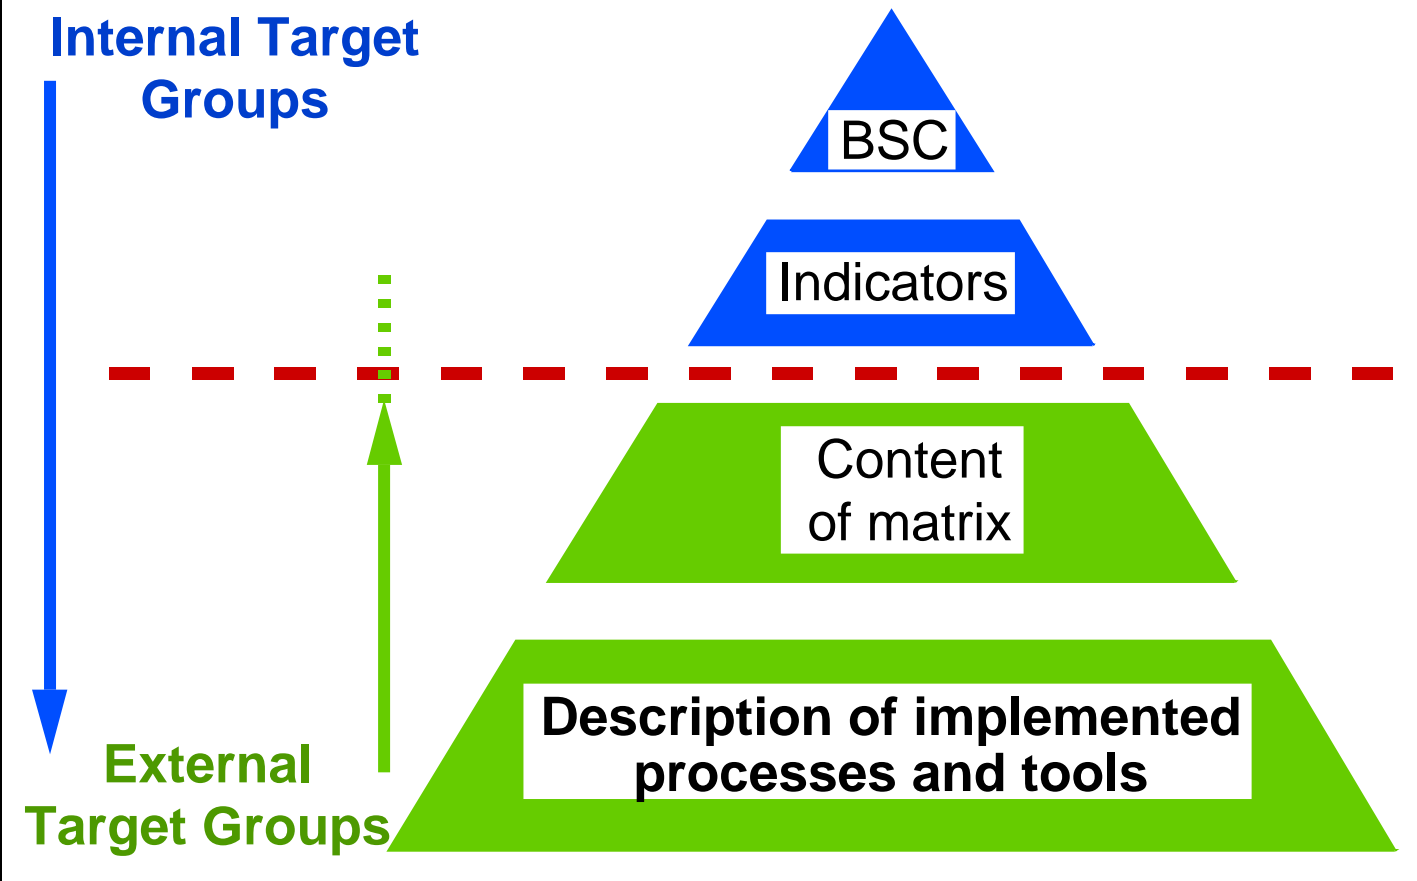 Internal Target
Groups
BSC
Indicators
Content
of matrix
Description of implemented
processes and tools
External
Target Groups